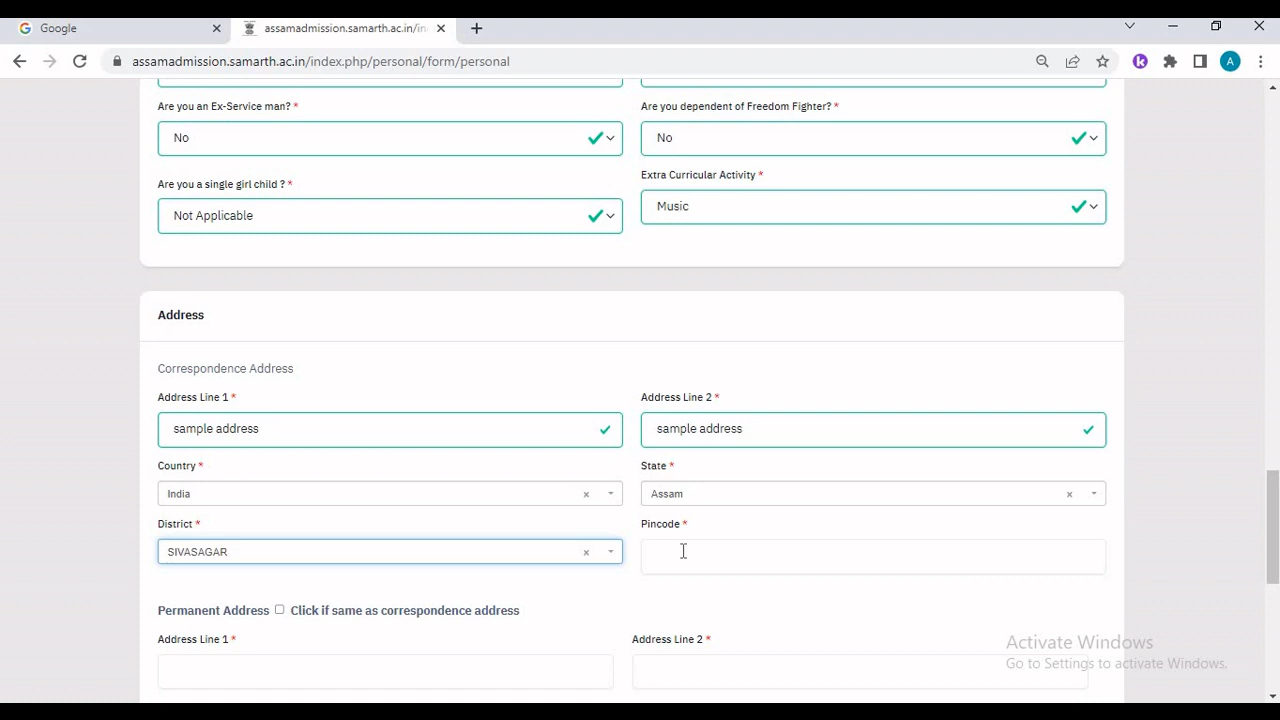 Google
assamadmission.samarth.ac.in/in
assamadmission.samarth.ac.in/index.php/personal/form/personal
A
Are you an Ex-Service man? *
Are you dependent of Freedom Fighter? *
No
No
Are you a single girl child ? *
Extra Curricular Activity *
Not Applicable
Music
Address
Correspondence Address
Address Line 1 *
Address Line 2 *
sample address
sample address
Country *
State *
India
Assam
District *
Pincode *
SIVASAGAR
Permanent Address Click if same as correspondence address
Address Line 1 *
Address Line 2 *
Activate Windows
Go to Settings to activate Windows.